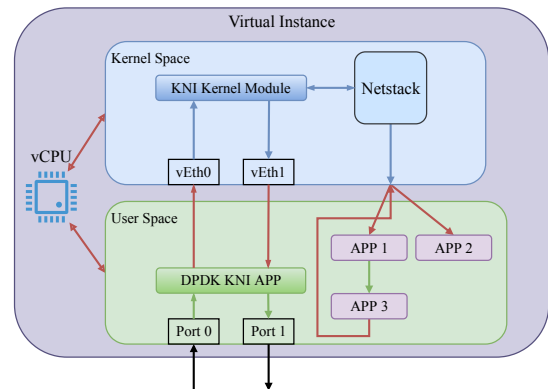 Virtual Instance
Kernel Space
KNI Kernel Module
Netstack
vCPU
vEth0
vEth1
User Space
APP 1
APP 2
DPDK KNI APP
APP 3
Port 0
Port 1